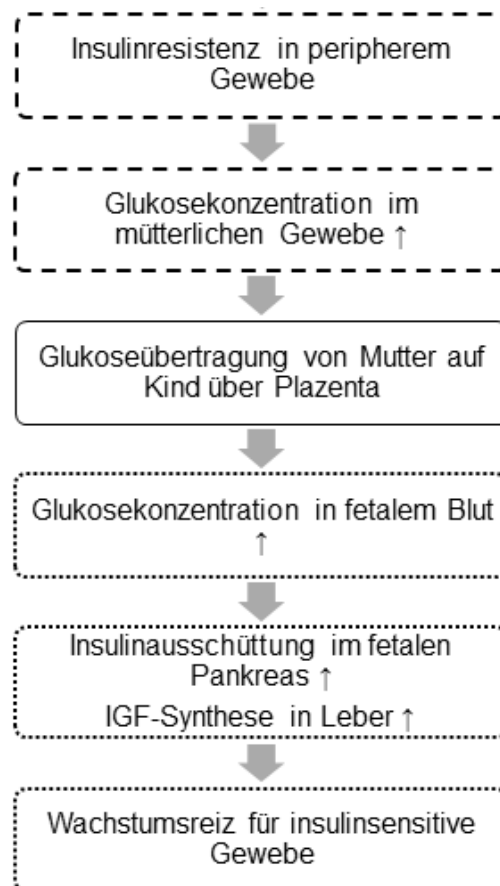 Insulinresistenz in peripherem
Gewebe
Glukosekonzentration im
mütterlichen Gewebe ↑
Glukoseübertragung von Mutter auf
Kind über Plazenta
Glukosekonzentration in fetalem Blut
↑
Insulinausschüttung im fetalen
Pankreas ↑
IGF-Synthese in Leber ↑
Wachstumsreiz für insulinsensitive
Gewebe